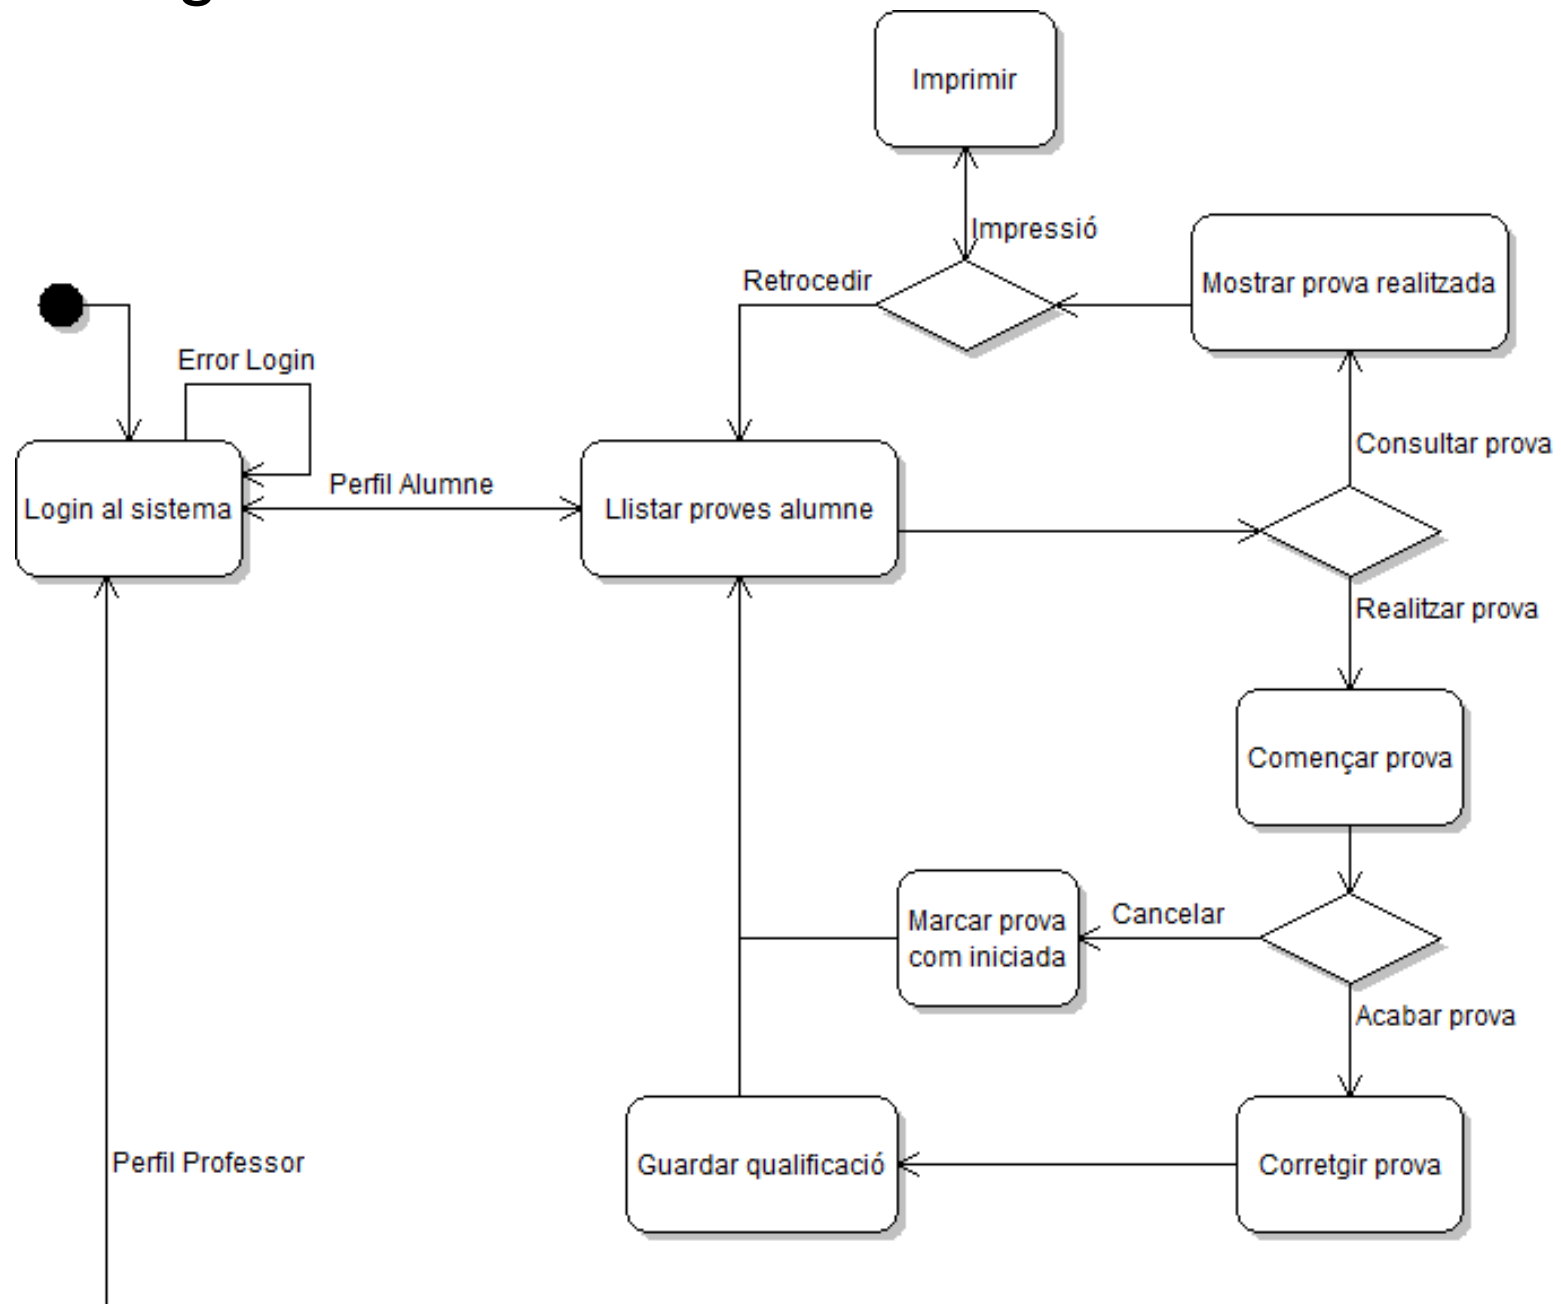 Imprimir
Impressió
Retrocedir
Mostrar prova realitzada
Error Login
Consultar prova
Perfil Alumne
Login al sistema
Llistar proves alumne
Realitzar prova
Començar prova
Cancelar
Marcar prova
com iniciada
Acabar prova
Perfil Professor
Guardar qualificació
Corretgir prova